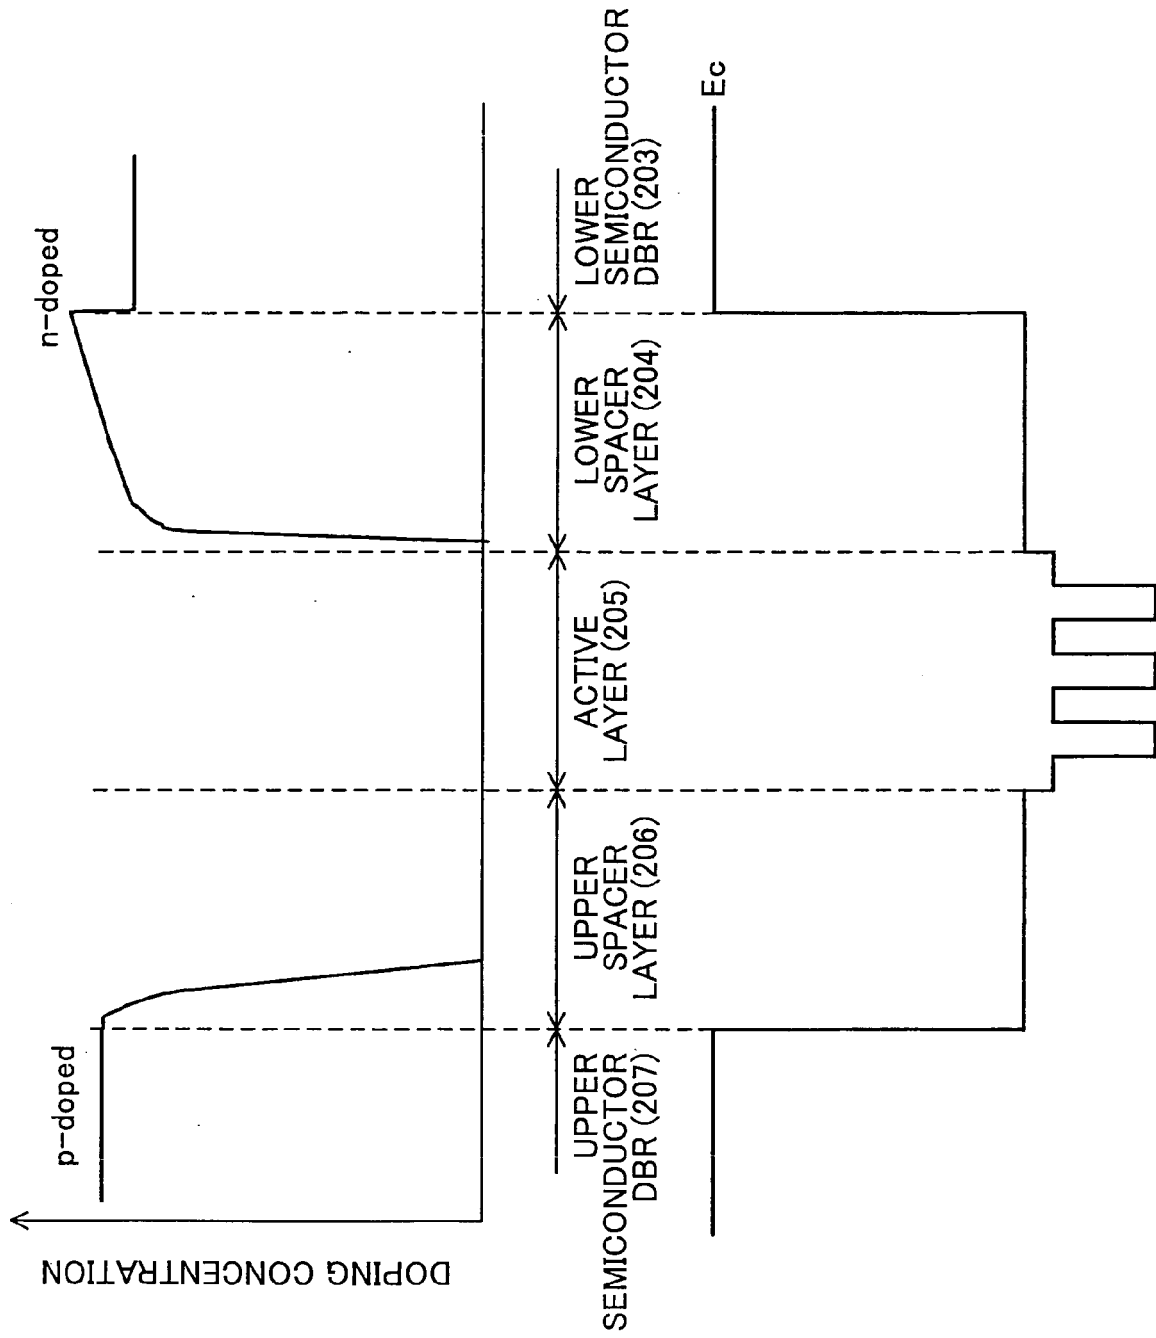 DOPING CONCENTRATION
p-doped
n-doped
UPPER
SEMICONDUCTOR
DBR (207)
UPPER
SPACER
LAYER (206)
ACTIVE
LAYER (205)
LOWER
SPACER
LAYER (204)
LOWER
SEMICONDUCTOR
DBR (203)
Ec